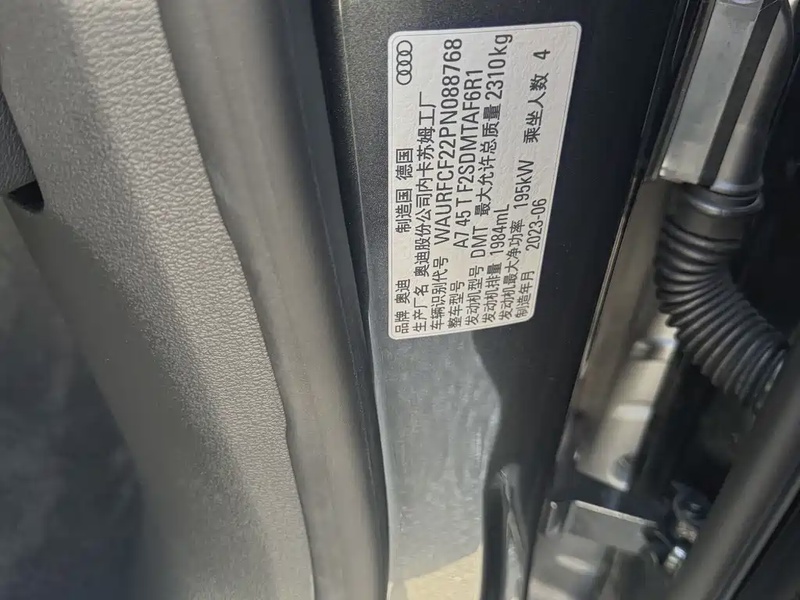 品牌 奥迪 制造国 德国
生产厂名 奥迪股份公司内卡苏姆工厂
车辆识别代号 WAURFCF22PN088768
整车型号 A7 45 T F2SDMTAF6R1
发动机型号 DMT 最大允许总质量 2310kg
发动机排量 1984mL
发动机最大净功率 195kW 乘坐人数 4
制造年月 2023-06